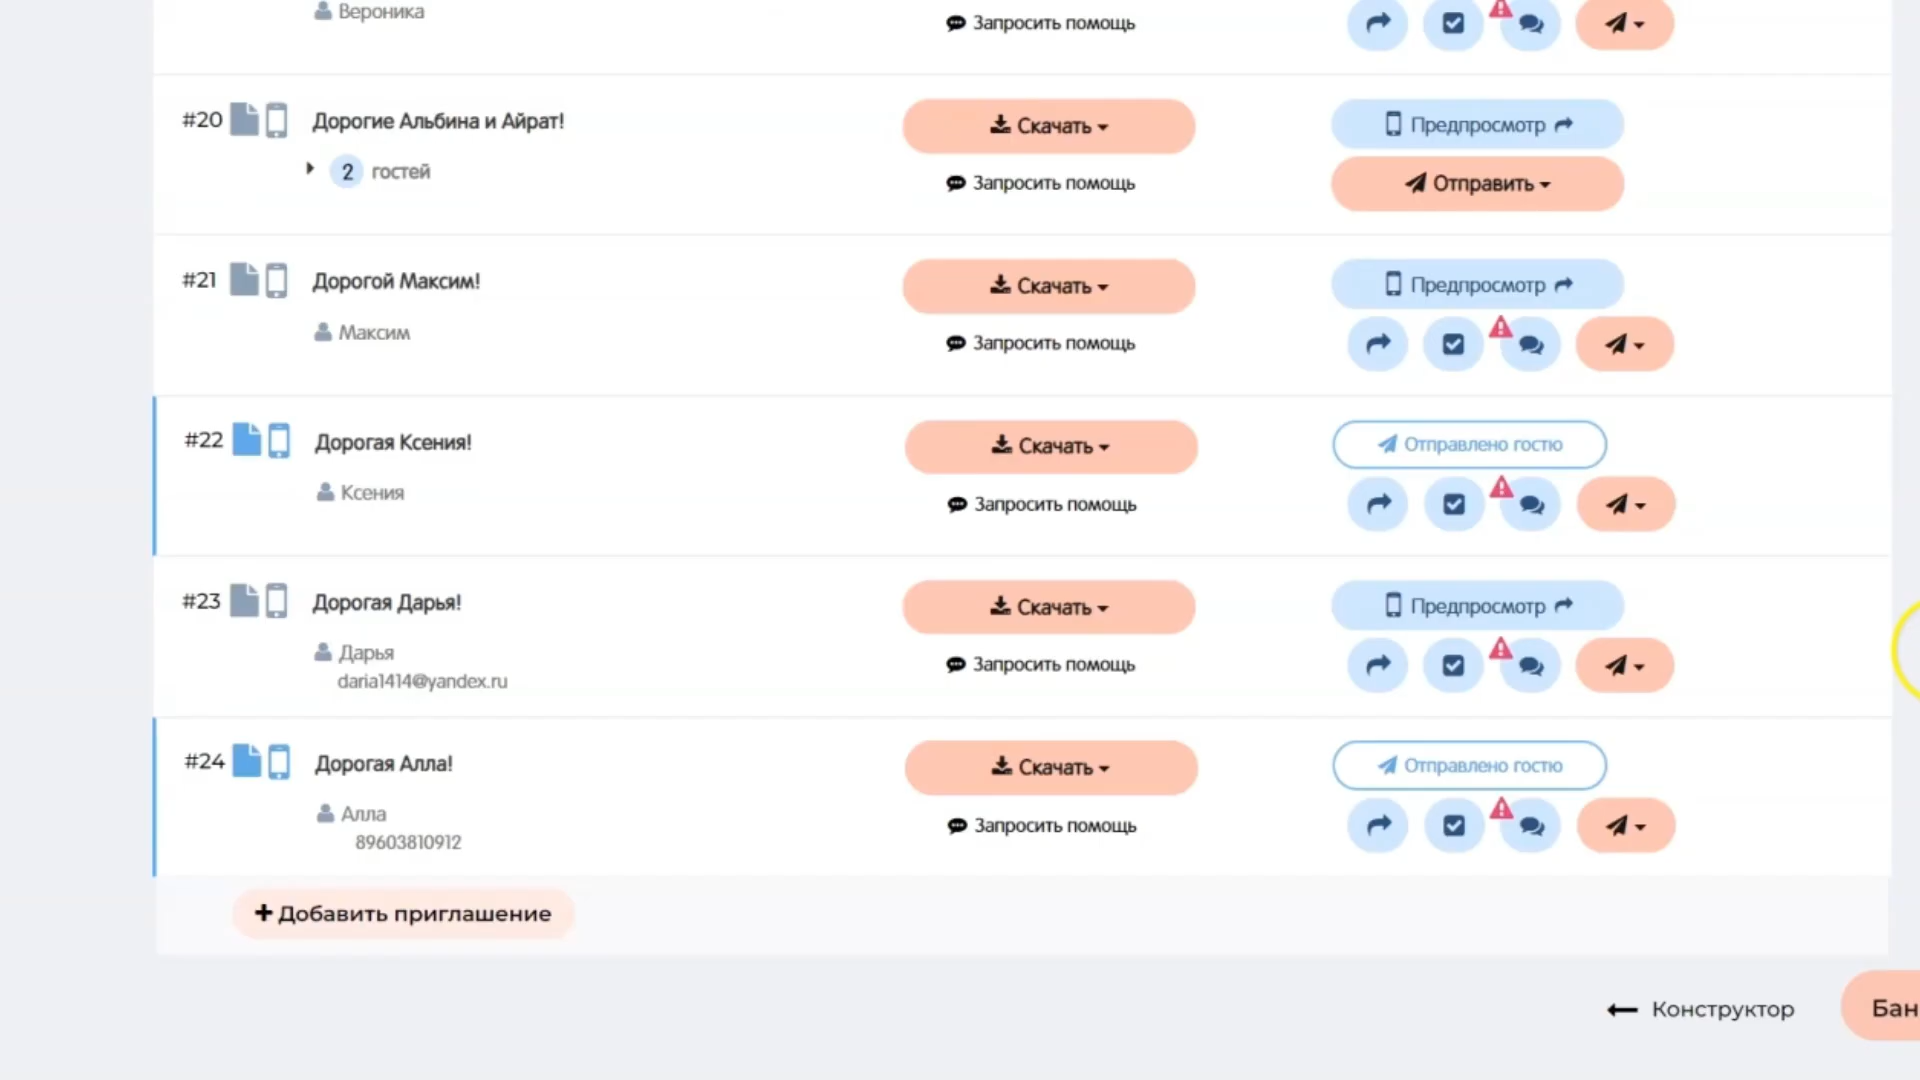 Вероника
Запросить помощь
#20 Дорогие Альбина и Айрат! Скачать Предпросмотр
2 гостей Запросить помощь Отправить
#21 Дорогой Максим! Скачать Предпросмотр
Максим Запросить помощь
#22 Дорогая Ксения! Скачать Отправлено гостю
Ксения Запросить помощь
#23 Дорогая Дарья! Скачать Предпросмотр
Дарья Запросить помощь
daria1414@yandex.ru
#24 Дорогая Алла! Скачать Отправлено гостю
Алла Запросить помощь
89603810912
+ Добавить приглашение
Конструктор Бан